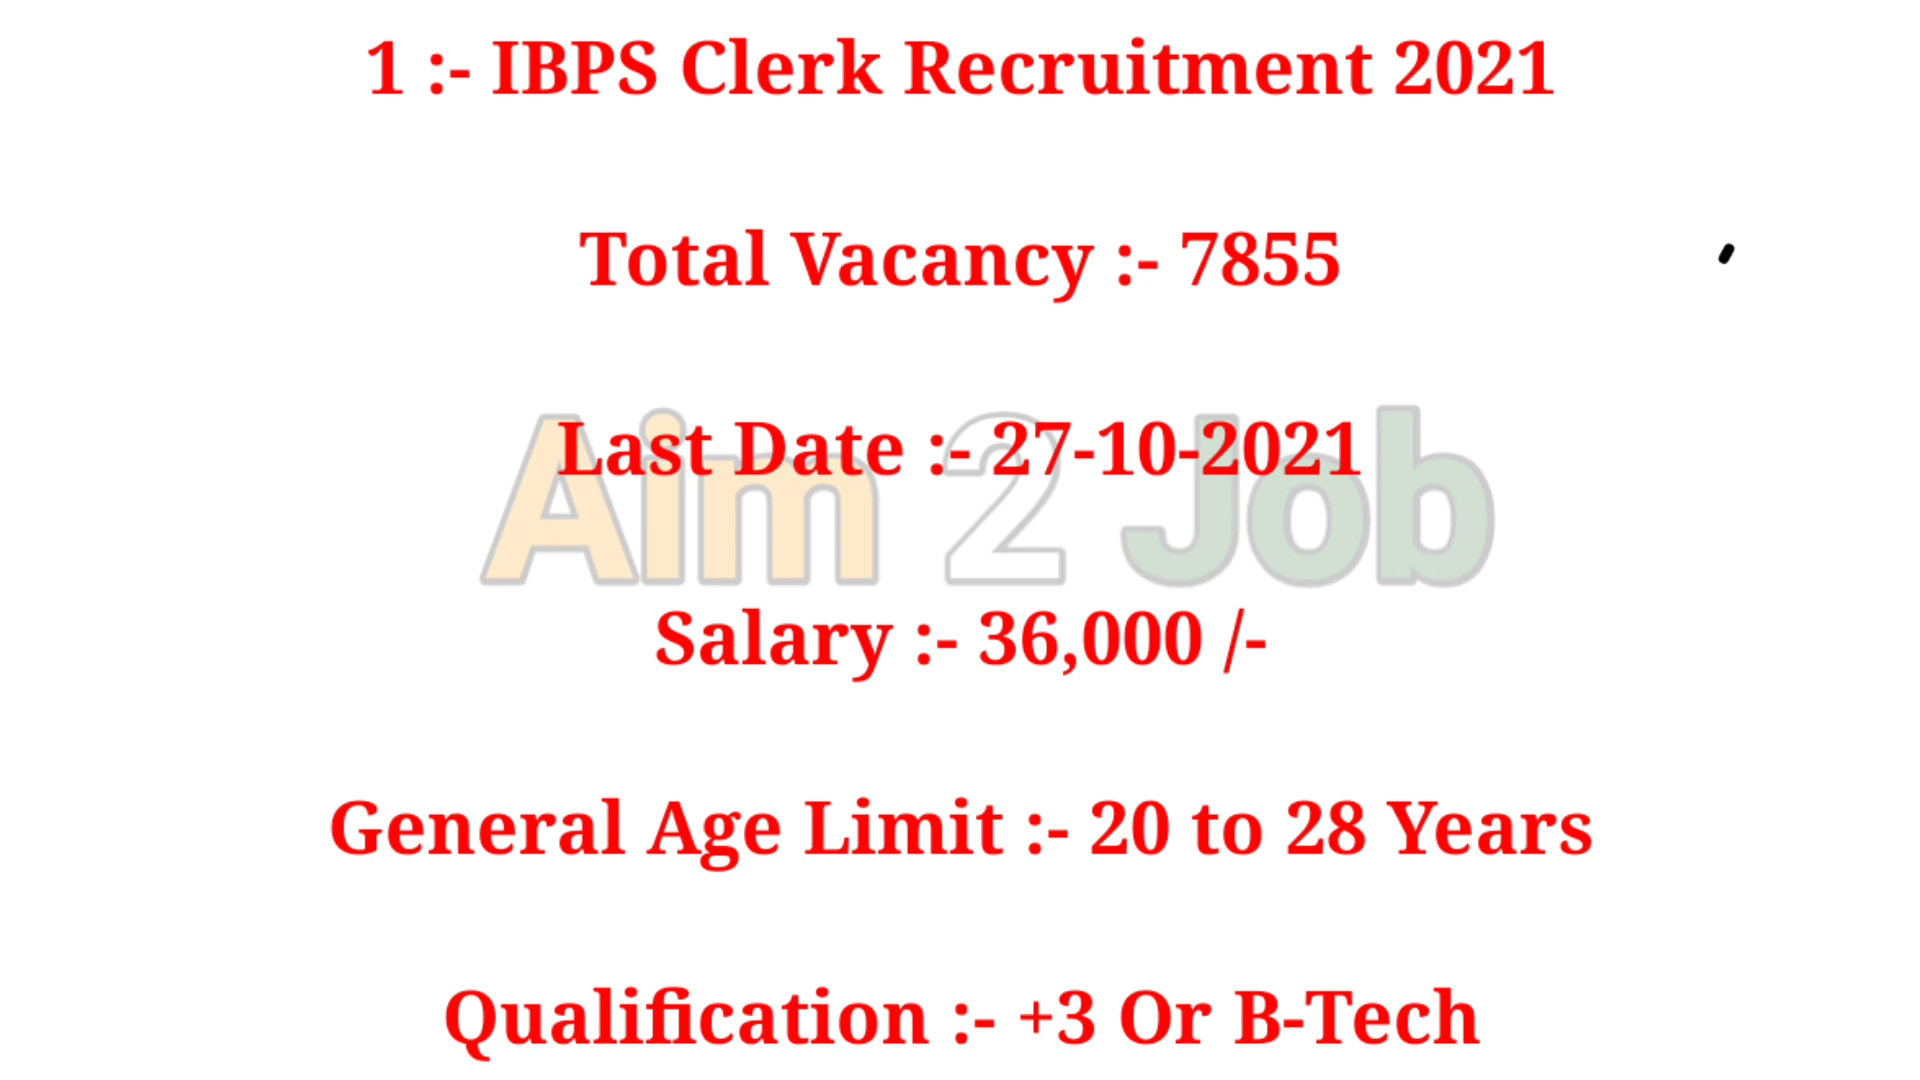 1 :- IBPS Clerk Recruitment 2021
Total Vacancy :- 7855
Last Date :- 27-10-2021
Aim 2 Job
Salary :- 36,000 /-
General Age Limit :- 20 to 28 Years
Qualification :- +3 Or B-Tech